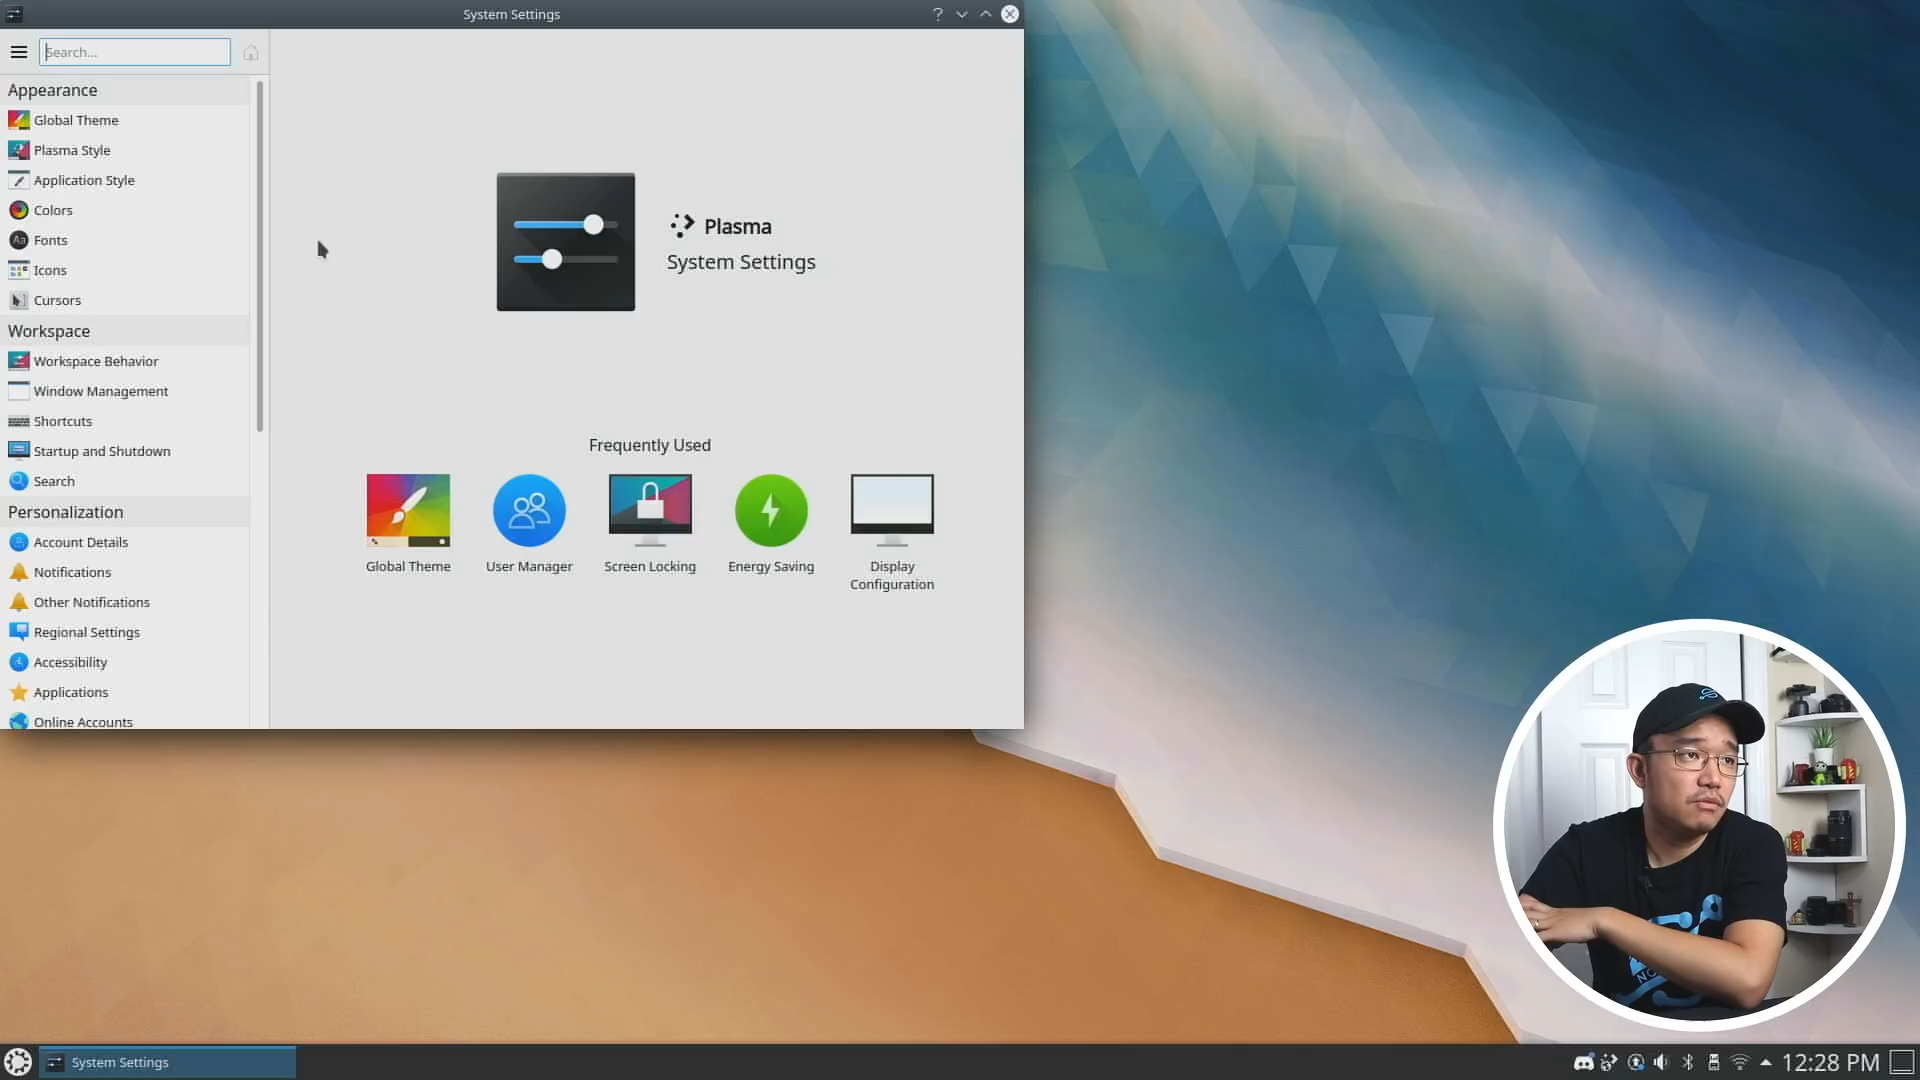 System Settings
Search...
Appearance
Global Theme
Plasma Style
Application Style
Colors
Fonts
Icons
Cursors
Workspace
Workspace Behavior
Window Management
Shortcuts
Startup and Shutdown
Search
Personalization
Account Details
Notifications
Other Notifications
Regional Settings
Accessibility
Applications
Online Accounts
Plasma
System Settings
Frequently Used
Global Theme
User Manager
Screen Locking
Energy Saving
Display
Configuration
System Settings
12:28 PM